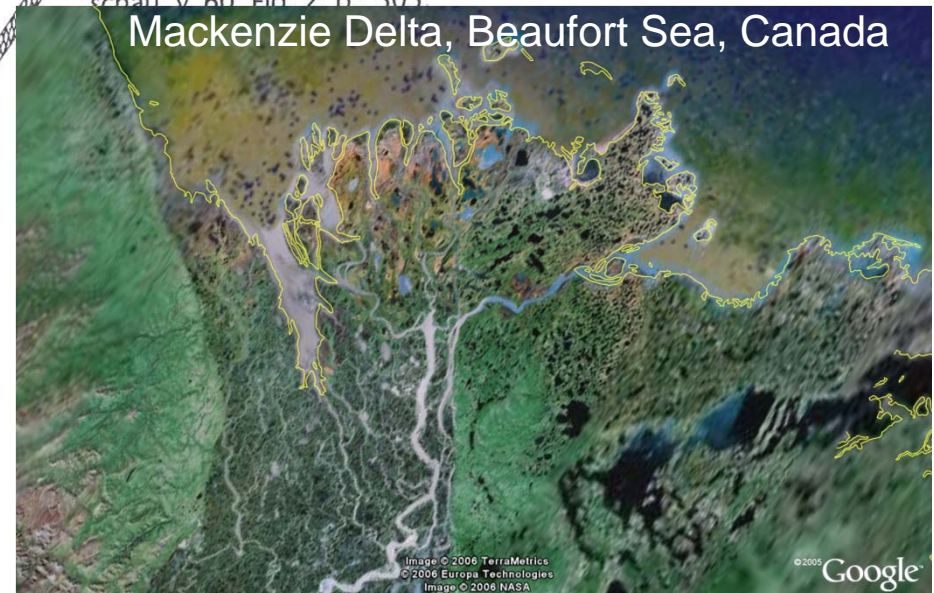 Mackenzie Delta, Beaufort Sea, Canada
Image © 2006 TerraMetrics
© 2006 Europa Technologies
Image © 2006 NASA
©2005 Google